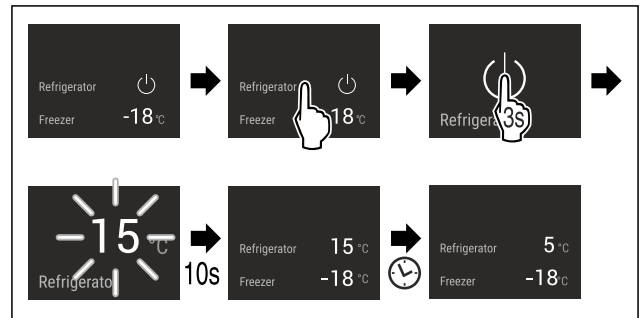 Refrigerator
Freezer -18 °C
Refrigerator
Freezer 18 °C
Refrigera 3s
15 °C
Refrigerato
10s
Refrigerator 15 °C
Freezer -18 °C
Refrigerator 5 °C
Freezer -18 °C